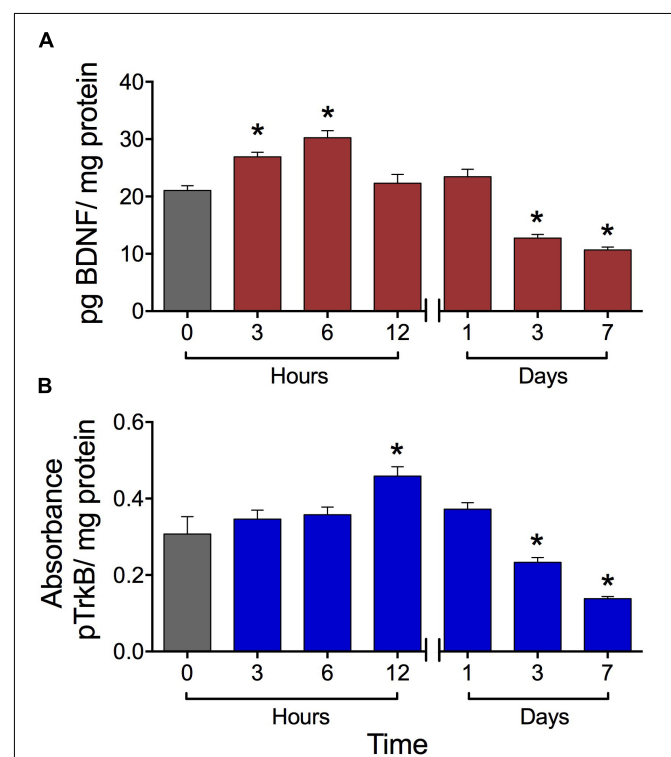 A
pg BDNF/ mg protein
40
30
20
10
0
* * * *
0 3 6 12 1 3 7
Hours Days
B
Absorbance
pTrkB/ mg protein
0.6
0.4
0.2
0.0
* * *
0 3 6 12 1 3 7
Hours Days
Time